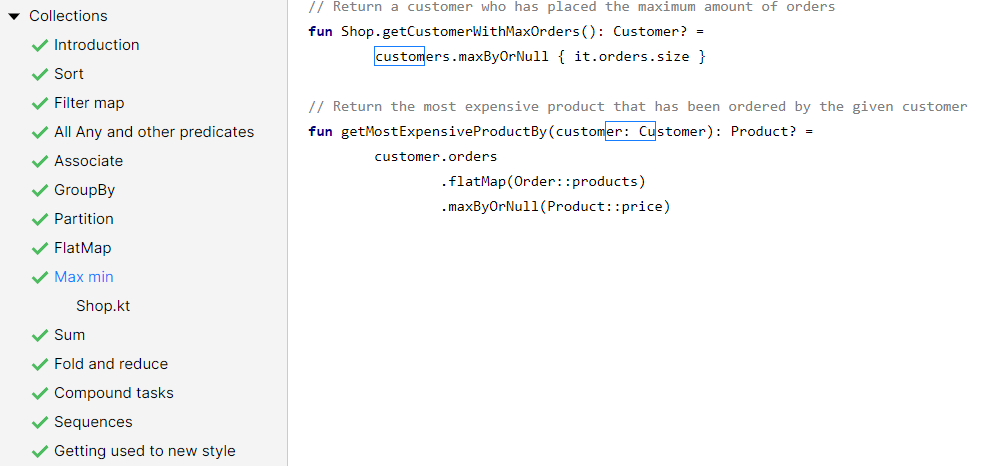 Collections
Introduction
Sort
Filter map
All Any and other predicates
Associate
GroupBy
Partition
FlatMap
Max min
Shop.kt
Sum
Fold and reduce
Compound tasks
Sequences
Getting used to new style
// Return a customer who has placed the maximum amount of orders
fun Shop.getCustomerWithMaxOrders(): Customer? =
customers.maxByOrNull { it.orders.size }
// Return the most expensive product that has been ordered by the given customer
fun getMostExpensiveProductBy(customer: Customer): Product? =
customer.orders
.flatMap(Order::products)
.maxByOrNull(Product::price)